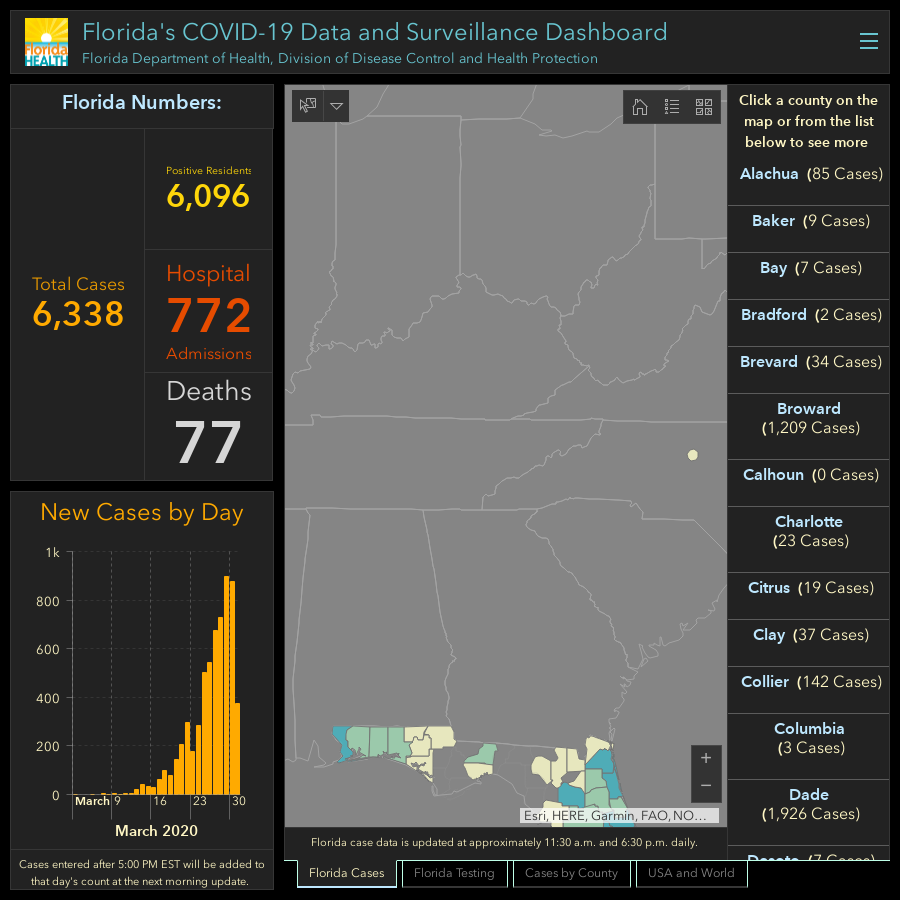 Florida HEALTH
Florida's COVID-19 Data and Surveillance Dashboard
Florida Department of Health, Division of Disease Control and Health Protection
Florida Numbers:
Total Cases
6,338
Positive Residents
6,096
Hospital
772
Admissions
Deaths
77
New Cases by Day
1k
800
600
400
200
0
March 9 16 23 30
March 2020
Cases entered after 5:00 PM EST will be added to
that day's count at the next morning update.
+
−
Esri, HERE, Garmin, FAO, NO…
Florida case data is updated at approximately 11:30 a.m. and 6:30 p.m. daily.
Florida Cases
Florida Testing
Cases by County
USA and World
Click a county on the
map or from the list
below to see more
Alachua (85 Cases)
Baker (9 Cases)
Bay (7 Cases)
Bradford (2 Cases)
Brevard (34 Cases)
Broward
(1,209 Cases)
Calhoun (0 Cases)
Charlotte
(23 Cases)
Citrus (19 Cases)
Clay (37 Cases)
Collier (142 Cases)
Columbia
(3 Cases)
Dade
(1,926 Cases)
Desoto (7 Cases)